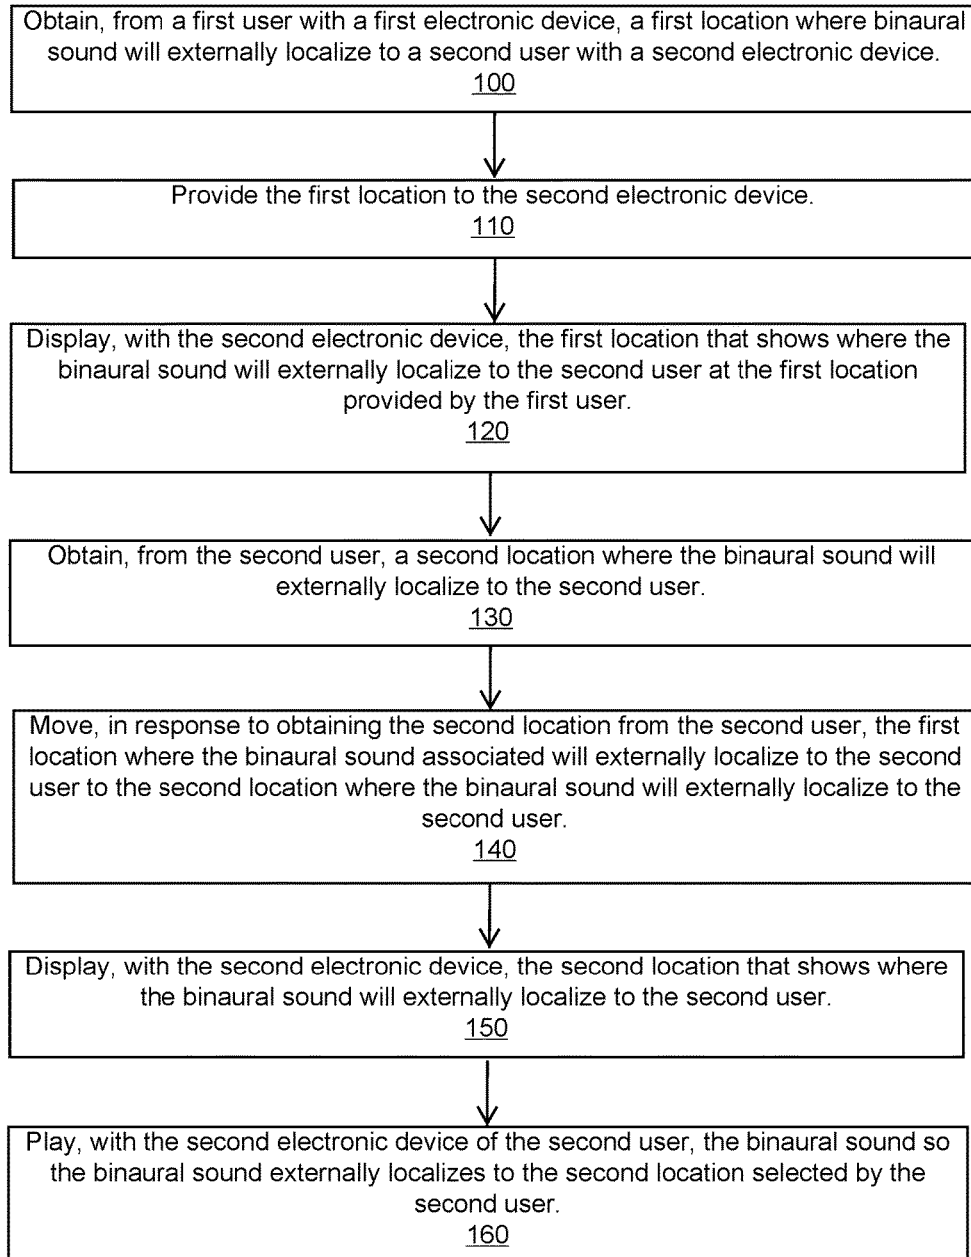 Obtain, from a first user with a first electronic device, a first location where binaural
sound will externally localize to a second user with a second electronic device.
100
Provide the first location to the second electronic device.
110
Display, with the second electronic device, the first location that shows where the
binaural sound will externally localize to the second user at the first location
provided by the first user.
120
Obtain, from the second user, a second location where the binaural sound will
externally localize to the second user.
130
Move, in response to obtaining the second location from the second user, the first
location where the binaural sound associated will externally localize to the second
user to the second location where the binaural sound will externally localize to the
second user.
140
Display, with the second electronic device, the second location that shows where
the binaural sound will externally localize to the second user.
150
Play, with the second electronic device of the second user, the binaural sound so
the binaural sound externally localizes to the second location selected by the
second user.
160